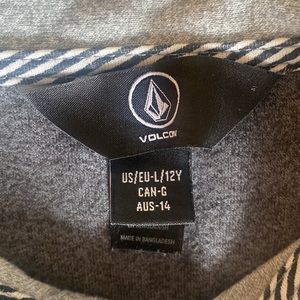 VOLCOM
US/EU-L/12Y
CAN-G
AUS-14
MADE IN BANGLADESH